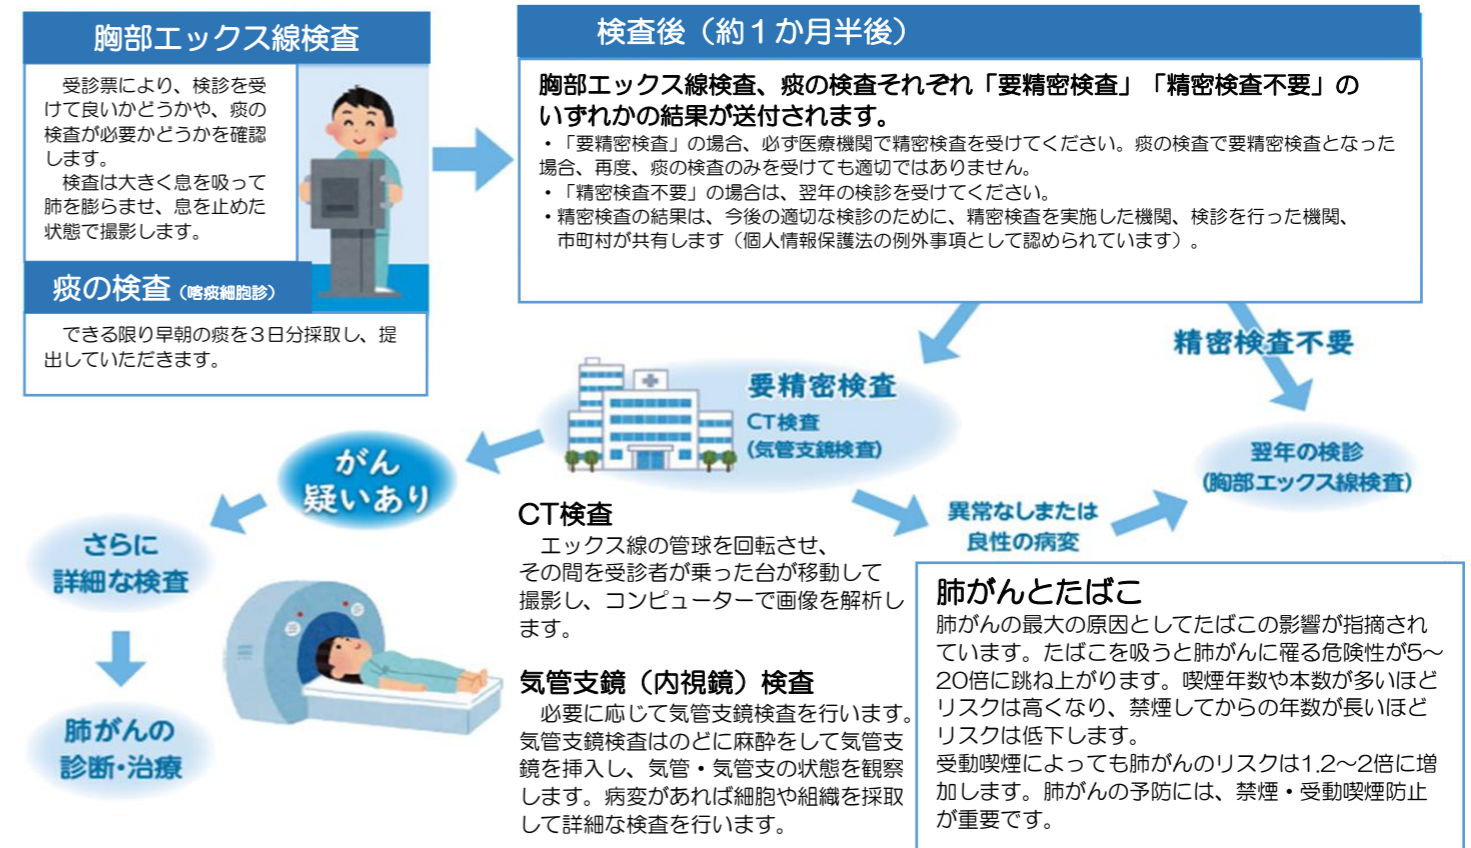 胸部エックス線検査
　受診票により、検診を受
けて良いかどうかや、痰の
検査が必要かどうかを確認
します。
　検査は大きく息を吸って
肺を膨らませ、息を止めた
状態で撮影します。
痰の検査（喀痰細胞診）
　できる限り早朝の痰を３日分採取し、提
出していただきます。
検査後（約１か月半後）
胸部エックス線検査、痰の検査それぞれ「要精密検査」「精密検査不要」の
いずれかの結果が送付されます。
・「要精密検査」の場合、必ず医療機関で精密検査を受けてください。痰の検査で要精密検査となった
場合、再度、痰の検査のみを受けても適切ではありません。
・「精密検査不要」の場合は、翌年の検診を受けてください。
・精密検査の結果は、今後の適切な検診のために、精密検査を実施した機関、検診を行った機関、
市町村が共有します（個人情報保護法の例外事項として認められています）。
精密検査不要
要精密検査
CT検査
(気管支鏡検査)
翌年の検診
(胸部エックス線検査)
がん
疑いあり
異常なしまたは
良性の病変
さらに
詳細な検査
肺がんの
診断・治療
CT検査
　エックス線の管球を回転させ、
その間を受診者が乗った台が移動して
撮影し、コンピューターで画像を解析し
ます。
気管支鏡（内視鏡）検査
　必要に応じて気管支鏡検査を行います。
気管支鏡検査はのどに麻酔をして気管支
鏡を挿入し、気管・気管支の状態を観察
します。病変があれば細胞や組織を採取
して詳細な検査を行います。
肺がんとたばこ
肺がんの最大の原因としてたばこの影響が指摘され
ています。たばこを吸うと肺がんに罹る危険性が5～
20倍に跳ね上がります。喫煙年数や本数が多いほど
リスクは高くなり、禁煙してからの年数が長いほど
リスクは低下します。
受動喫煙によっても肺がんのリスクは1.2～2倍に増
加します。肺がんの予防には、禁煙・受動喫煙防止
が重要です。